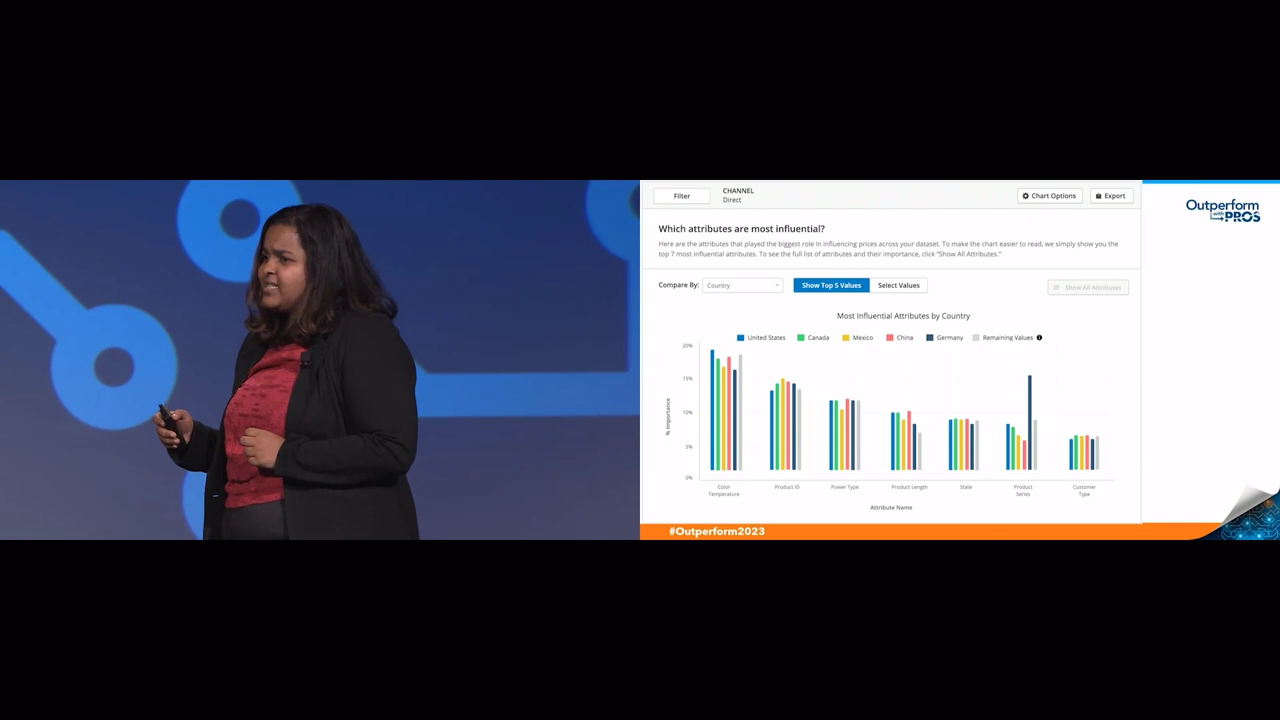 Filter
CHANNEL
Direct
Chart Options
Export
Outperform
with PROS
Which attributes are most influential?
Here are the attributes that played the biggest role in influencing prices across your dataset. To make the chart easier to read, we simply show you the
top 7 most influential attributes. To see the full list of attributes and their importance, click "Show All Attributes."
Compare By:
Country
Show Top 5 Values
Select Values
Show All Attributes
Most Influential Attributes by Country
United States
Canada
Mexico
China
Germany
Remaining Values
20%
15%
10%
5%
0%
% Importance
Color
Temperature
Product ID
Power Type
Product Length
State
Product
Series
Customer
Type
Attribute Name
#Outperform2023